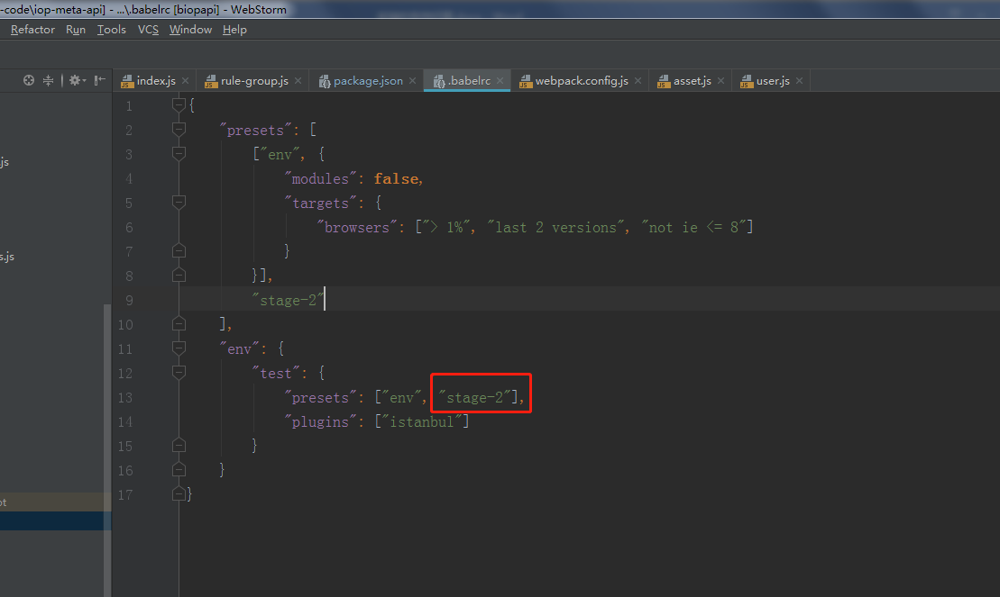 -code\iop-meta-api] - ...\.babelrc [biopapi] - WebStorm
Refactor Run Tools VCS Window Help
index.js rule-group.js package.json .babelrc webpack.config.js asset.js user.js
1 {
2 "presets": [
3 ["env", {
4 "modules": false,
5 "targets": {
6 "browsers": ["> 1%", "last 2 versions", "not ie <= 8"]
7 }
8 }],
9 "stage-2"
10 ],
11 "env": {
12 "test": {
13 "presets": ["env", "stage-2"],
14 "plugins": ["istanbul"]
15 }
16 }
17 }
js
s.js
ot